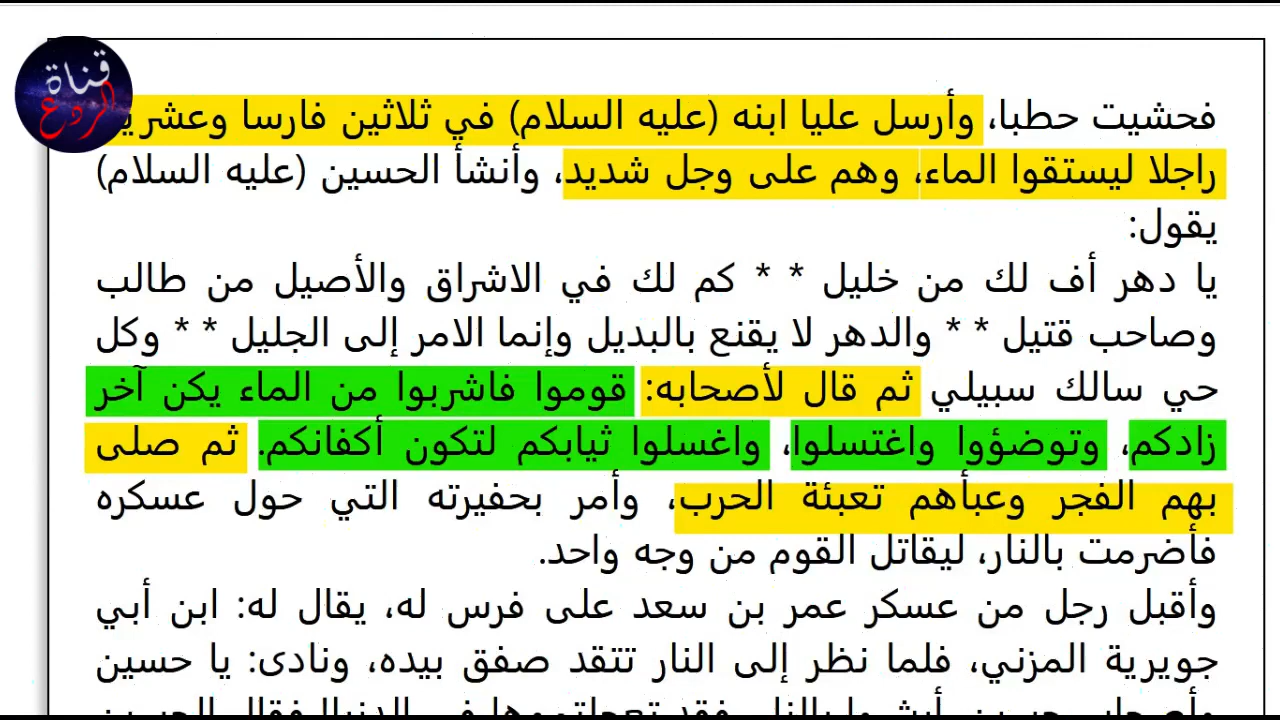 قناة
الردع
فحشيت حطبا، وأرسل عليا ابنه (عليه السلام) في ثلاثين فارسا
راجلا ليستقوا الماء، وهم على وجل شديد، وأنشأ الحسين (عليه السلام)
يقول:
يا دهر أف لك من خليل * * كم لك في الاشراق والأصيل من طالب
وصاحب قتيل * * والدهر لا يقنع بالبديل وإنما الامر إلى الجليل * * وكل
حي سالك سبيلي ثم قال لأصحابه: قوموا فاشربوا من الماء يكن آخر
زادكم، وتوضؤوا واغتسلوا، واغسلوا ثيابكم لتكون أكفانكم. ثم صلى
بهم الفجر وعبأهم تعبئة الحرب، وأمر بحفيرته التي حول عسكره
فأضرمت بالنار، ليقاتل القوم من وجه واحد.
وأقبل رجل من عسكر عمر بن سعد على فرس له، يقال له: ابن أبي
جويرية المزني، فلما نظر إلى النار تتقد صفق بيده، ونادى: يا حسين